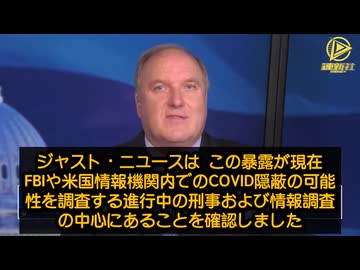 ジャスト・ニュースは この暴露が現在
FBIや米国情報機関内でのCOVID隠蔽の可能
性を調査する進行中の刑事および情報調査
の中心にあることを確認しました